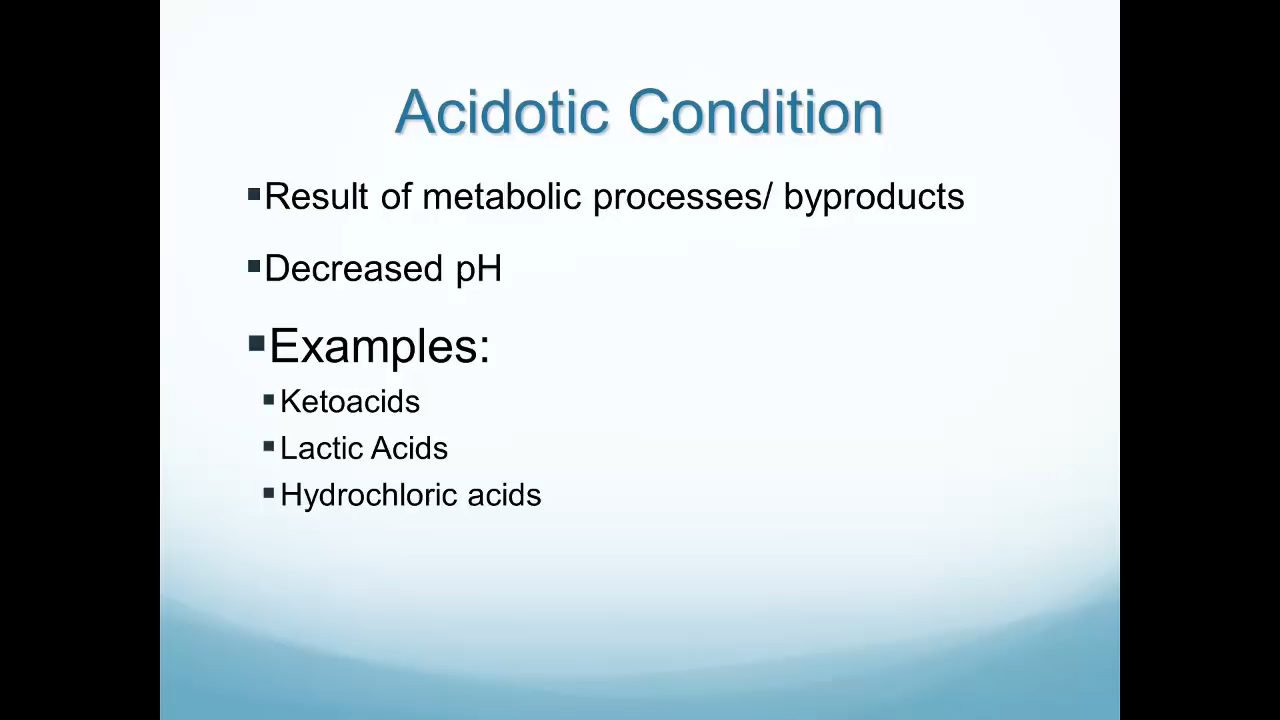 Acidotic Condition
▪Result of metabolic processes/ byproducts
▪Decreased pH
▪Examples:
▪Ketoacids
▪Lactic Acids
▪Hydrochloric acids